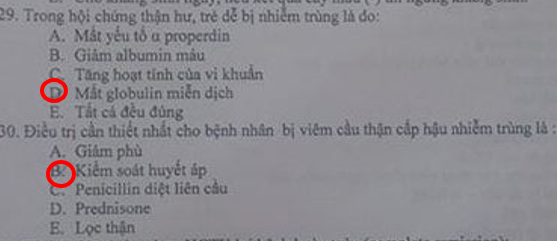 29. Trong hội chứng thận hư, trẻ dễ bị nhiễm trùng là do:
A. Mất yếu tố α properdin
B. Giảm albumin máu
C. Tăng hoạt tính của vi khuẩn
D. Mất globulin miễn dịch
E. Tất cả đều đúng
30. Điều trị cần thiết nhất cho bệnh nhân bị viêm cầu thận cấp hậu nhiễm trùng là :
A. Giảm phù
B. Kiểm soát huyết áp
C. Penicillin diệt liên cầu
D. Prednisone
E. Lọc thận